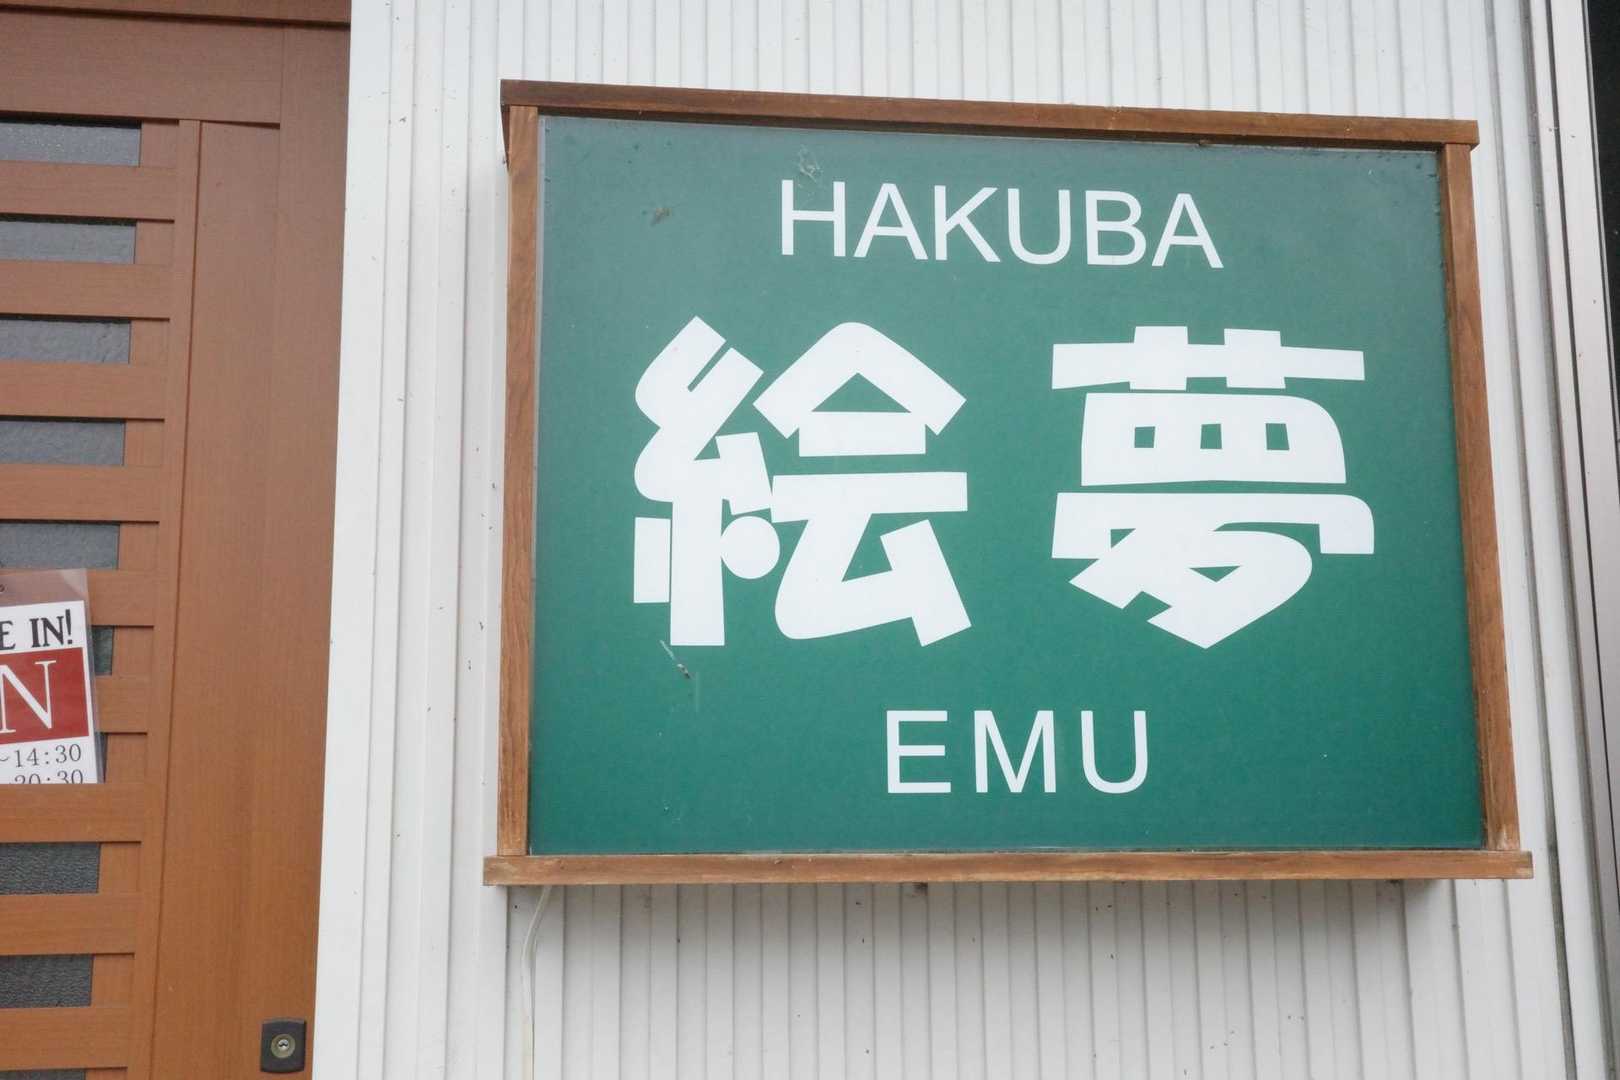 HAKUBA
絵夢
EMU
E IN!
N
~14:30
20:30